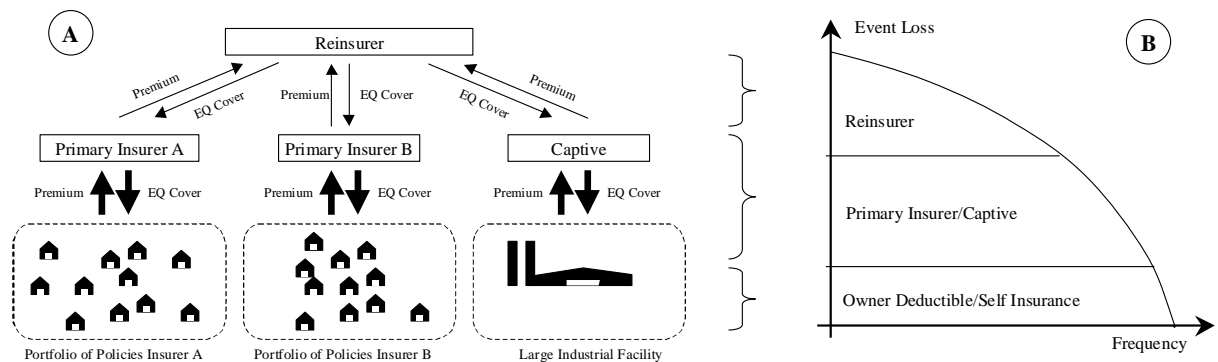 A
Reinsurer
Premium
EQ Cover
Premium
EQ Cover
EQ Cover
Premium
Primary Insurer A
Primary Insurer B
Captive
Premium
EQ Cover
Premium
EQ Cover
Premium
EQ Cover
Portfolio of Policies Insurer A
Portfolio of Policies Insurer B
Large Industrial Facility
Event Loss
B
Reinsurer
Primary Insurer/Captive
Owner Deductible/Self Insurance
Frequency